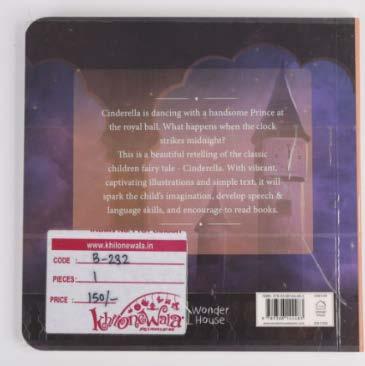 Cinderella is dancing with a handsome Prince at
the royal ball. What happens when the clock
strikes midnight?
This is a beautiful retelling of the classic
children fairy tale - Cinderella. With vibrant,
captivating illustrations and simple text, it will
spark the child's imagination, develop speech &
language skills, and encourage to read books.
www.khilonewala.in
CODE : B-232
PIECES: 1
PRICE : 150/-
khilonewala
Wonder
House